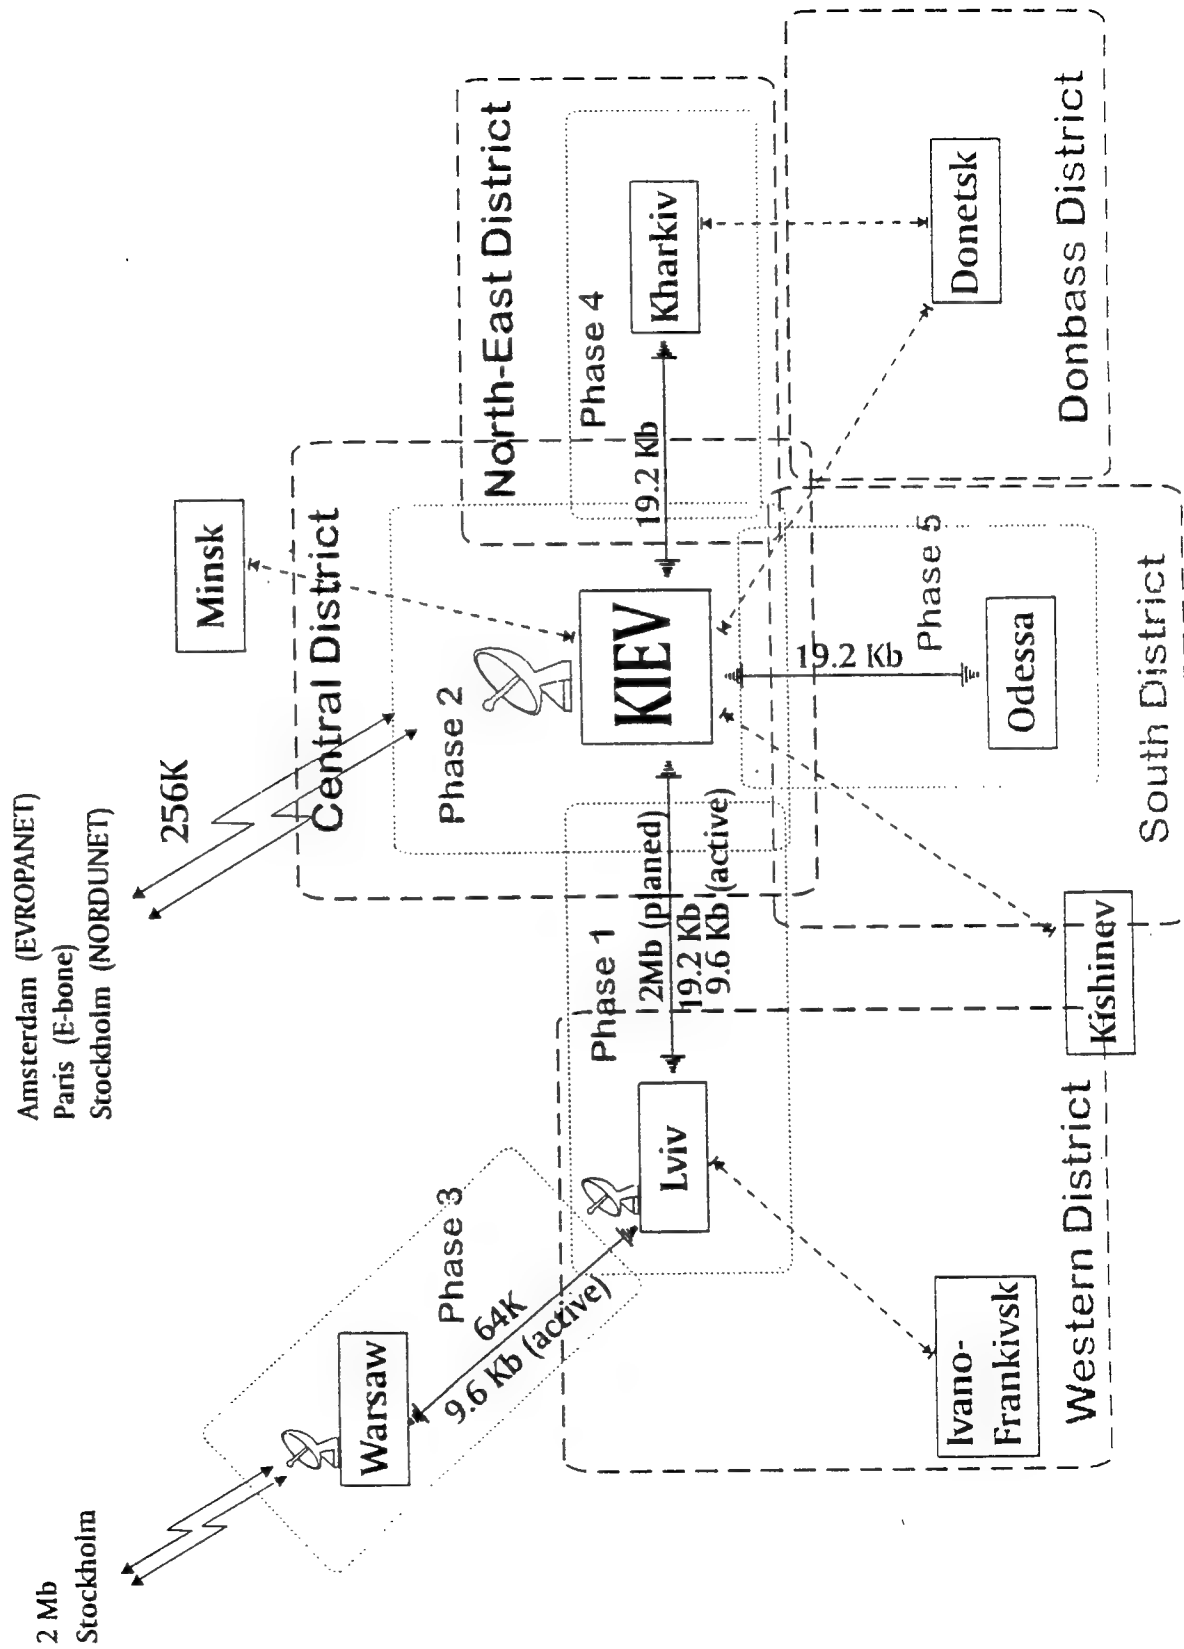 2 Mb
Stockholm
Amsterdam (EVROPANET)
Paris (E-bone)
Stockholm (NORDUNET)
256K
Minsk
Central District
North-East District
Warsaw
Phase 3
64K
9.6 Kb (active)
Phase 2
Phase 4
KIEV
Kharkiv
19.2 Kb
Phase 1
2Mb (planed)
19.2 Kb
9.6 Kb (active)
Lviv
19.2 Kb
Phase 5
Odessa
Donetsk
Ivano-
Frankivsk
Kishinev
Western District
South District
Donbass District